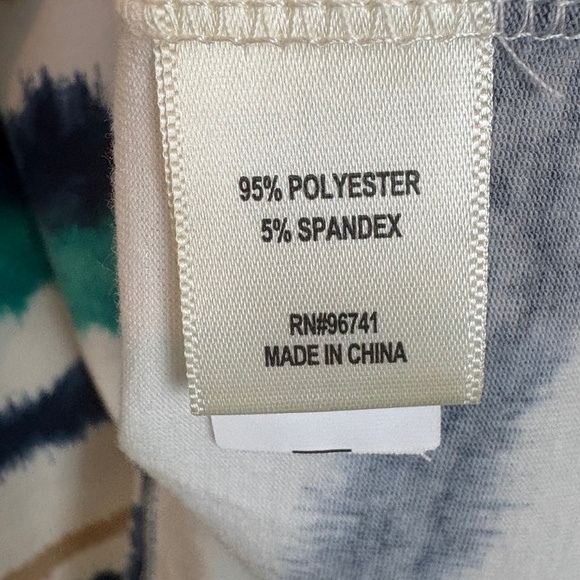 95% POLYESTER
5% SPANDEX
RN#96741
MADE IN CHINA